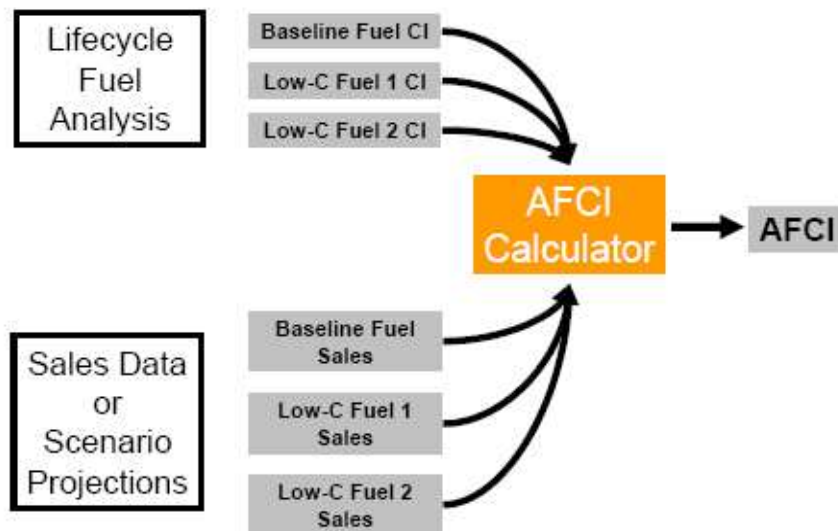 Lifecycle
Fuel
Analysis
Baseline Fuel CI
Low-C Fuel 1 CI
Low-C Fuel 2 CI
AFCI
Calculator
AFCI
Sales Data
or
Scenario
Projections
Baseline Fuel
Sales
Low-C Fuel 1
Sales
Low-C Fuel 2
Sales